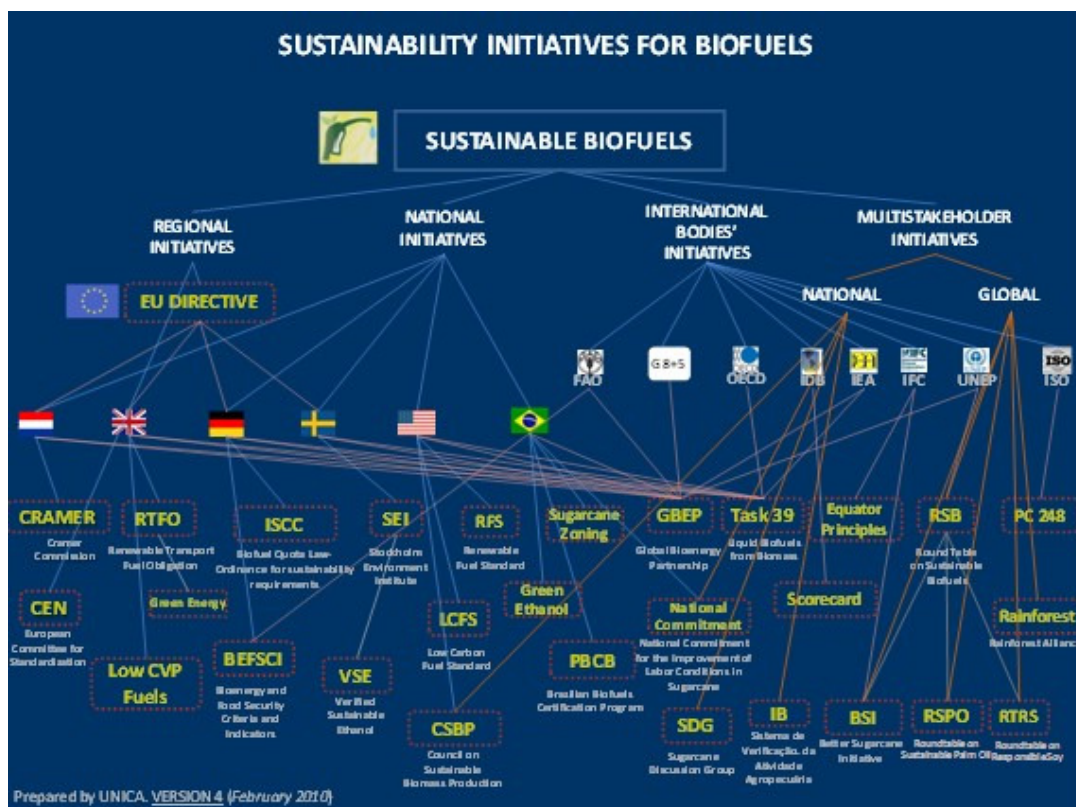 SUSTAINABILITY INITIATIVES FOR BIOFUELS
SUSTAINABLE BIOFUELS
REGIONAL
INITIATIVES
NATIONAL
INITIATIVES
INTERNATIONAL
BODIES'
INITIATIVES
MULTISTAKEHOLDER
INITIATIVES
EU DIRECTIVE
NATIONAL
GLOBAL
FAO
G8+5
OECD
IDB
IEA
IFC
UNEP
ISO
CRAMER
Cramer
Commission
RTFO
Renewable Transport
Fuel Obligation
ISCC
Biofuel Quota Law-
Ordinance for sustainability
requirements
SEI
Stockholm
Environment
Institute
RFS
Renewable
Fuel Standard
Sugarcane
Zoning
GBEP
Global Bioenergy
Partnership
Task 39
Liquid Biofuels
from Biomass
Equator
Principles
RSB
Round Table
on Sustainable
Biofuels
PC 248
CEN
European
Committee for
Standardization
Green Energy
Low CVP
Fuels
BEFSCI
Bioenergy and
Food Security
Criteria and
Indicators
VSE
Verified
Sustainable
Ethanol
LCFS
Low Carbon
Fuel Standard
CSBP
Council on
Sustainable
Biomass Production
Green
Ethanol
PBCB
Brazilian Biofuels
Certification Program
National
Commitment
National Commitment
for the Improvement of
Labor Conditions in
Sugarcane
SDG
Sugarcane
Discussion Group
Scorecard
IB
Sistema de
Verificação. da
Atividade
Agropecuária
BSI
Better Sugarcane
Initiative
RSPO
Roundtable on
Sustainable Palm Oil
Rainforest
Rainforest Alliance
RTRS
Roundtable on
Responsible Soy
Prepared by UNICA. VERSION 4 (February 2010)